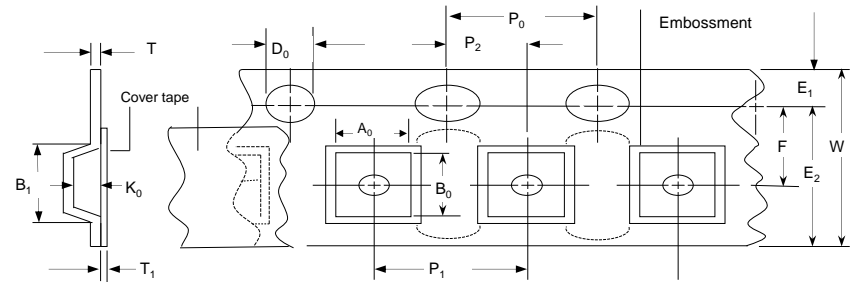 P₀
Embossment
T
D₀
P₂
E₁
Cover tape
A₀
F
W
B₁
K₀
B₀
E₂
T₁
P₁